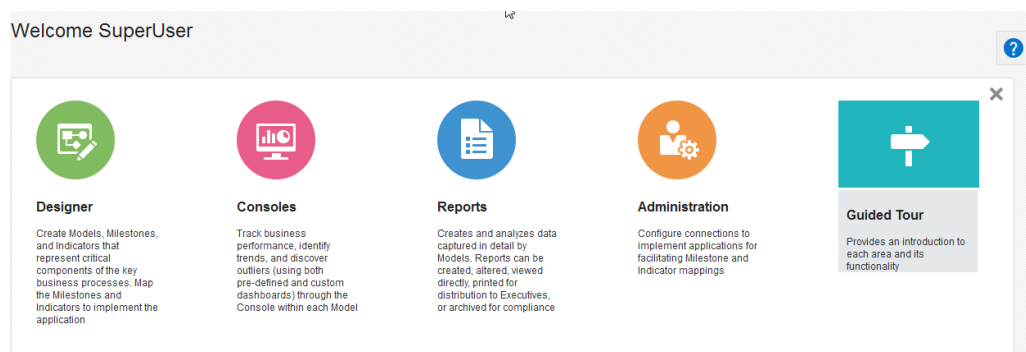 Welcome SuperUser
?
Designer
Create Models, Milestones,
and Indicators that
represent critical
components of the key
business processes. Map
the Milestones and
Indicators to implement the
application
Consoles
Track business
performance, identify
trends, and discover
outliers (using both
pre-defined and custom
dashboards) through the
Console within each Model
Reports
Creates and analyzes data
captured in detail by
Models. Reports can be
created, altered, viewed
directly, printed for
distribution to Executives,
or archived for compliance
Administration
Configure connections to
implement applications for
facilitating Milestone and
Indicator mappings
Guided Tour
Provides an introduction to
each area and its
functionality